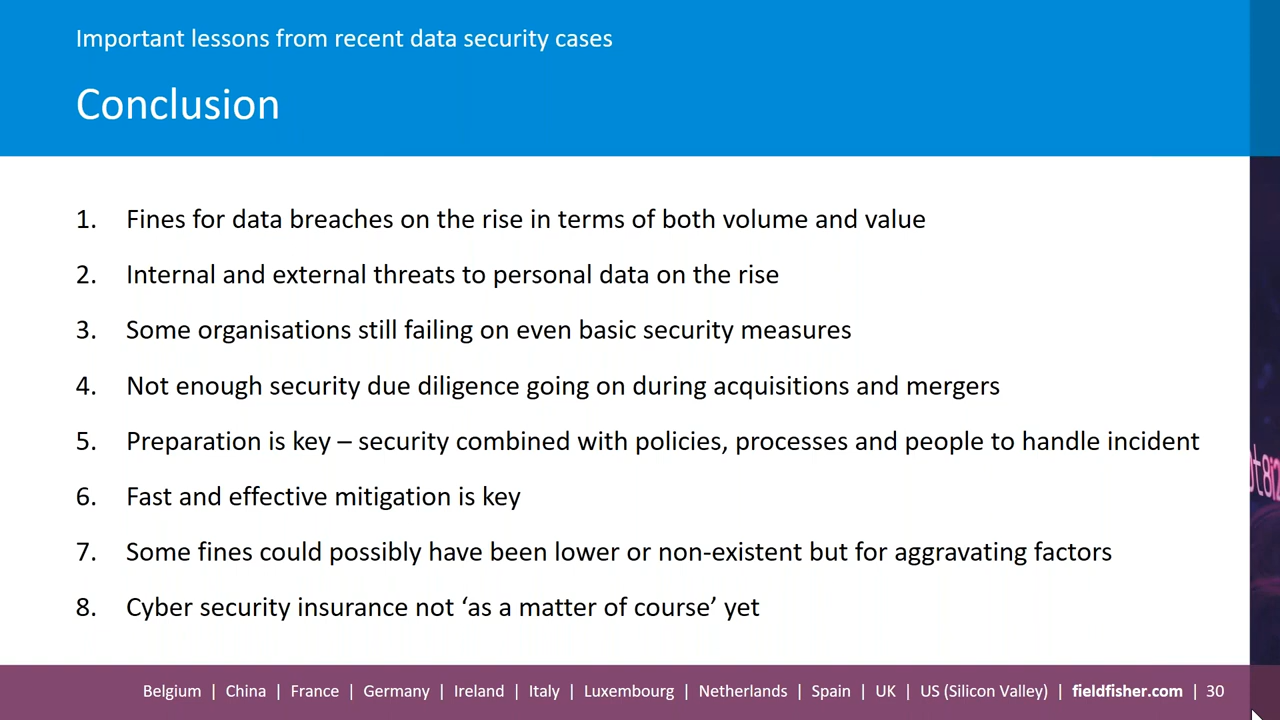 Important lessons from recent data security cases
Conclusion
1. Fines for data breaches on the rise in terms of both volume and value
2. Internal and external threats to personal data on the rise
3. Some organisations still failing on even basic security measures
4. Not enough security due diligence going on during acquisitions and mergers
5. Preparation is key – security combined with policies, processes and people to handle incident
6. Fast and effective mitigation is key
7. Some fines could possibly have been lower or non-existent but for aggravating factors
8. Cyber security insurance not ‘as a matter of course’ yet
Belgium | China | France | Germany | Ireland | Italy | Luxembourg | Netherlands | Spain | UK | US (Silicon Valley) | fieldfisher.com | 30